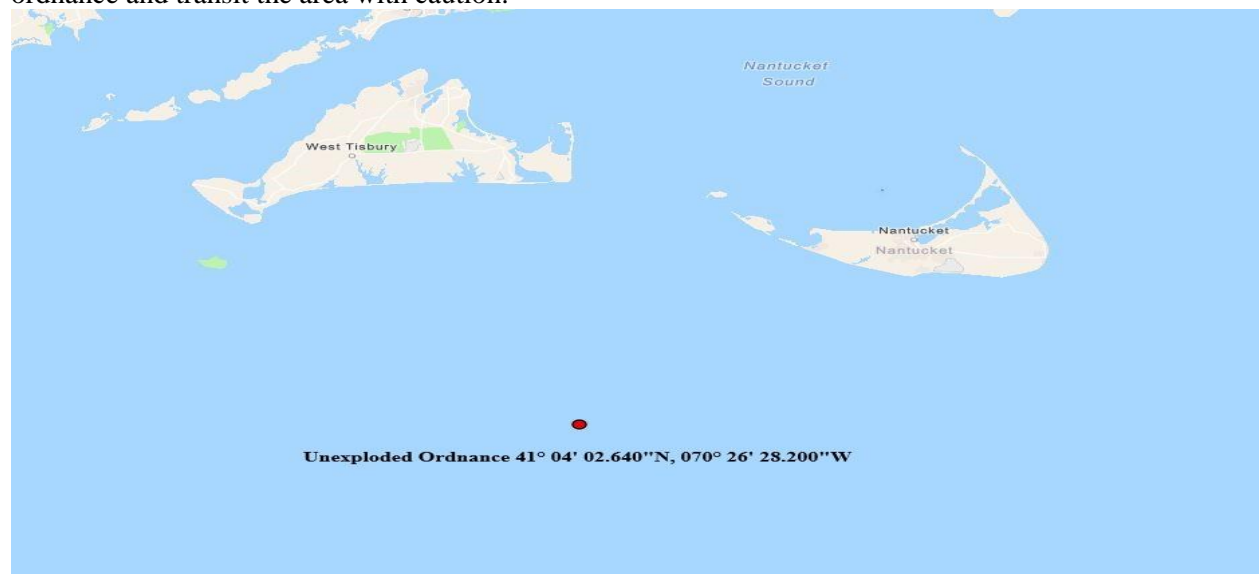 ordnance and transit the area with caution.
Nantucket
Sound
West Tisbury
Nantucket
Nantucket
Unexploded Ordnance 41° 04' 02.640"N, 070° 26' 28.200"W